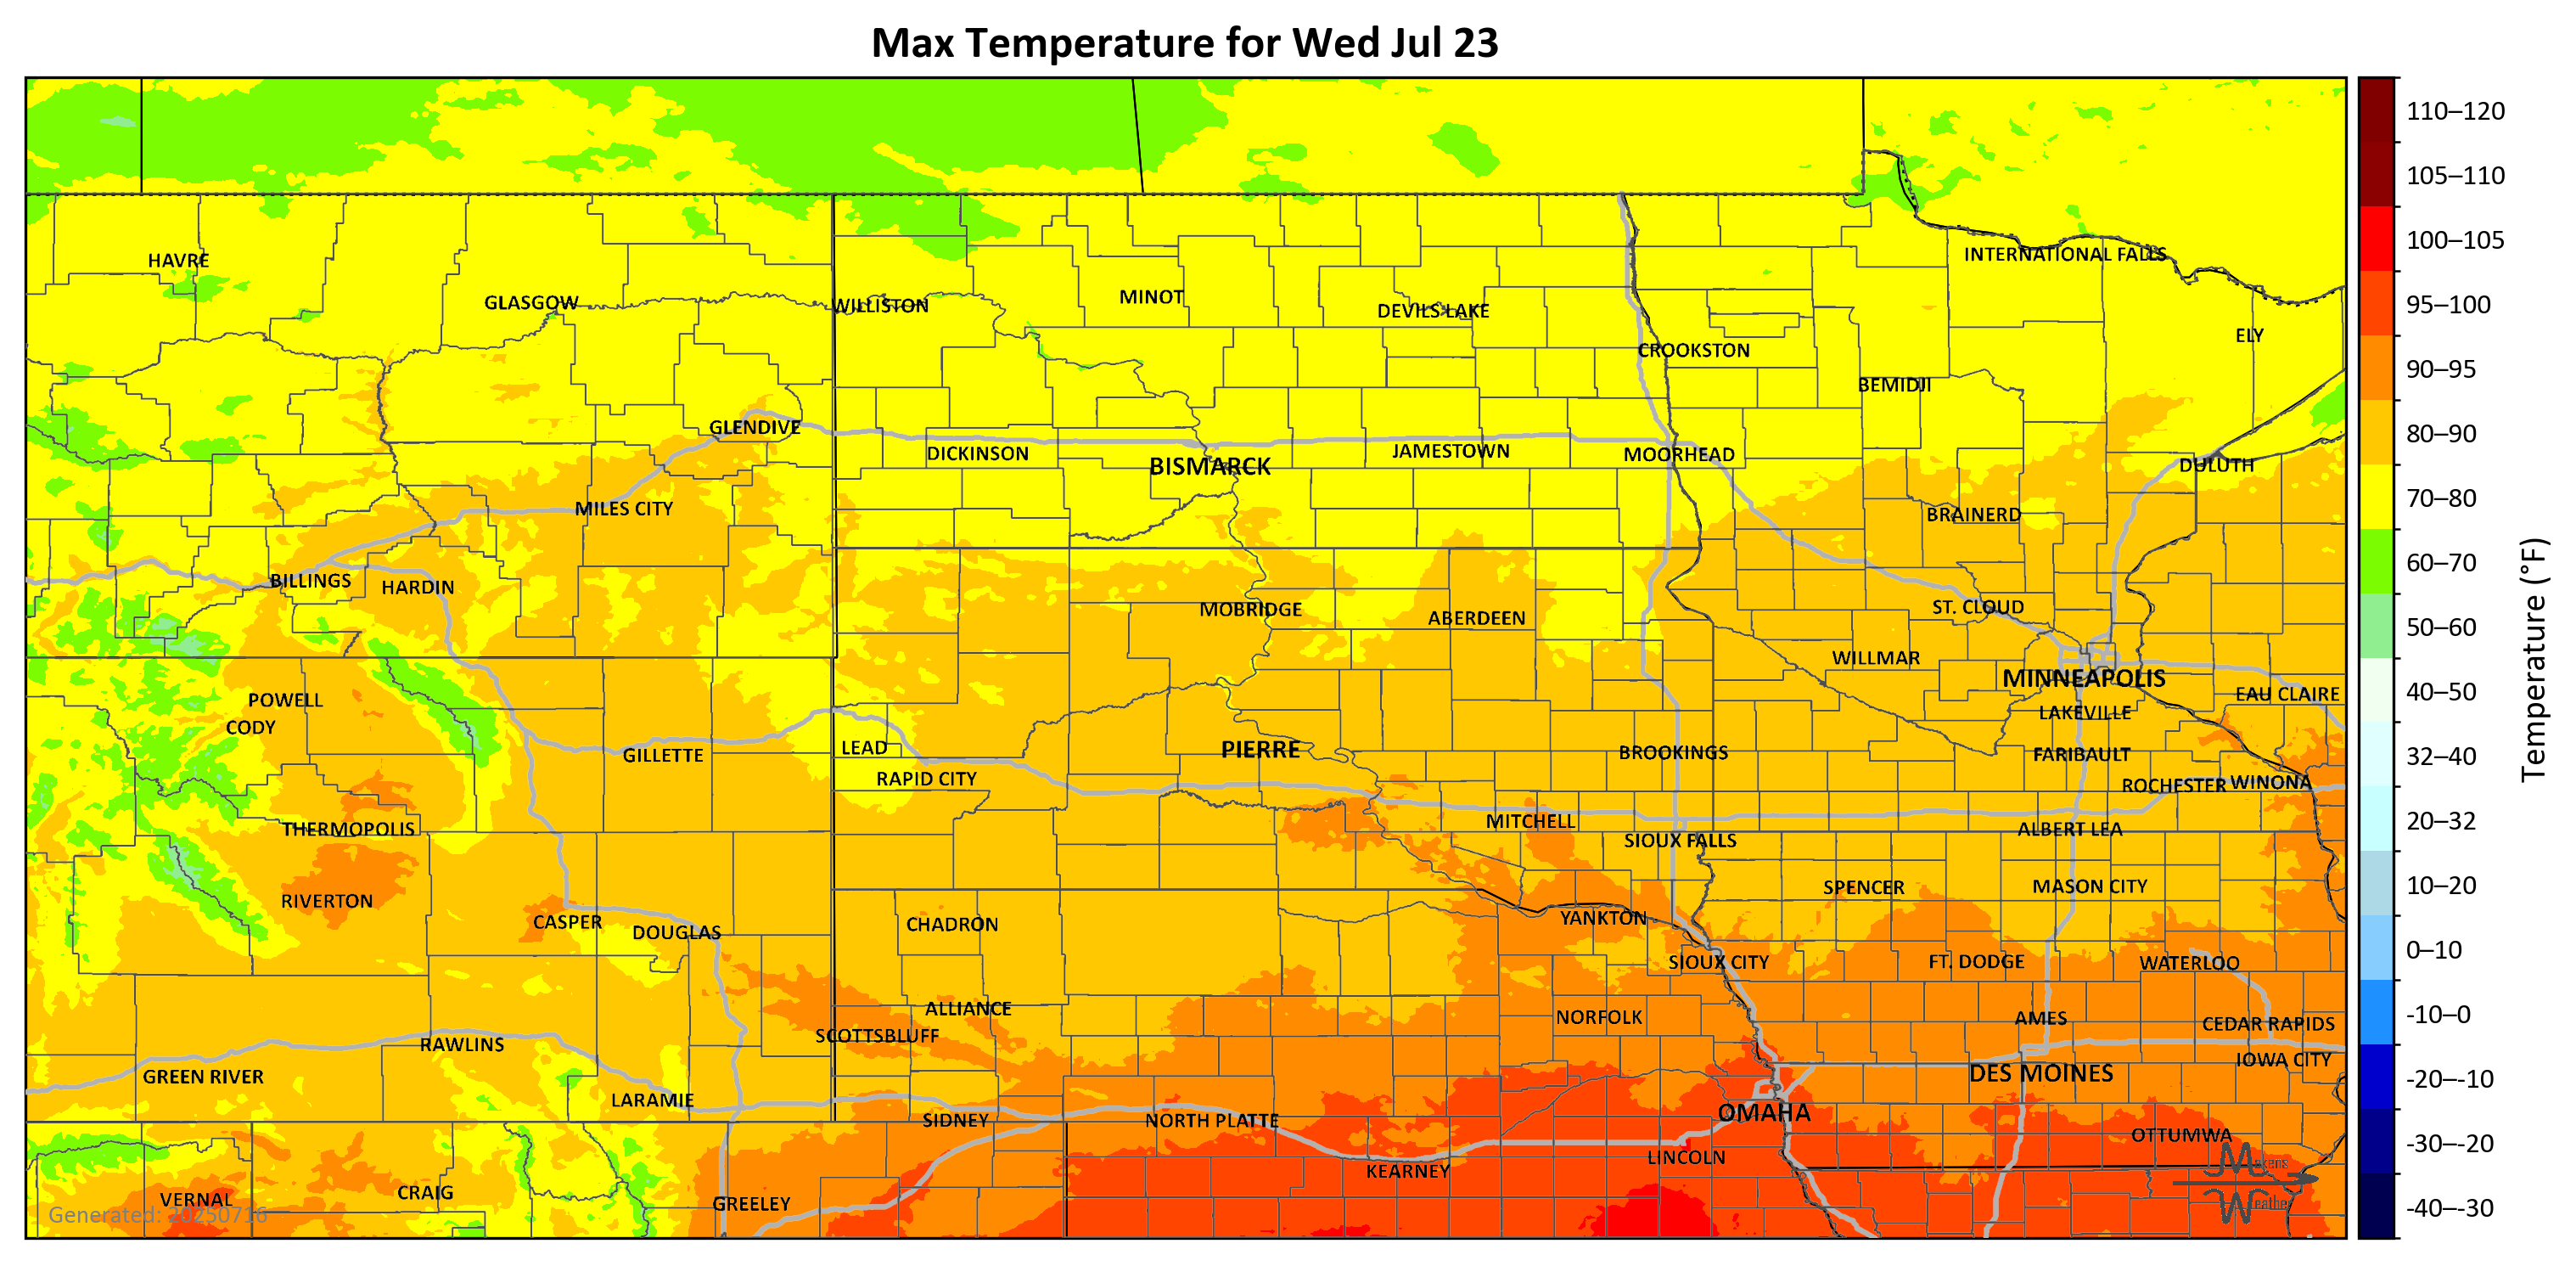 Max Temperature for Wed Jul 23
INTERNATIONAL FALLS
HAVRE
GLASGOW
WILLISTON
MINOT
DEVILS LAKE
ELY
CROOKSTON
BEMIDJI
GLENDIVE
DICKINSON
BISMARCK
JAMESTOWN
MOORHEAD
DULUTH
MILES CITY
BRAINERD
BILLINGS
HARDIN
MOBRIDGE
ABERDEEN
ST. CLOUD
WILLMAR
MINNEAPOLIS
EAU CLAIRE
POWELL
CODY
LAKEVILLE
GILLETTE
LEAD
PIERRE
BROOKINGS
FARIBAULT
RAPID CITY
ROCHESTER
WINONA
THERMOPOLIS
MITCHELL
SIOUX FALLS
ALBERT LEA
RIVERTON
SPENCER
MASON CITY
CASPER
DOUGLAS
CHADRON
YANKTON
SIOUX CITY
FT. DODGE
WATERLOO
ALLIANCE
NORFOLK
AMES
CEDAR RAPIDS
SCOTTSBLUFF
RAWLINS
IOWA CITY
GREEN RIVER
DES MOINES
LARAMIE
SIDNEY
NORTH PLATTE
OMAHA
OTTUMWA
LINCOLN
KEARNEY
VERNAL
CRAIG
GREELEY
Generated: 20250716
Makens
Weather
110–120
105–110
100–105
95–100
90–95
80–90
70–80
60–70
50–60
40–50
32–40
20–32
10–20
0–10
-10–0
-20–-10
-30–-20
-40–-30
Temperature (°F)